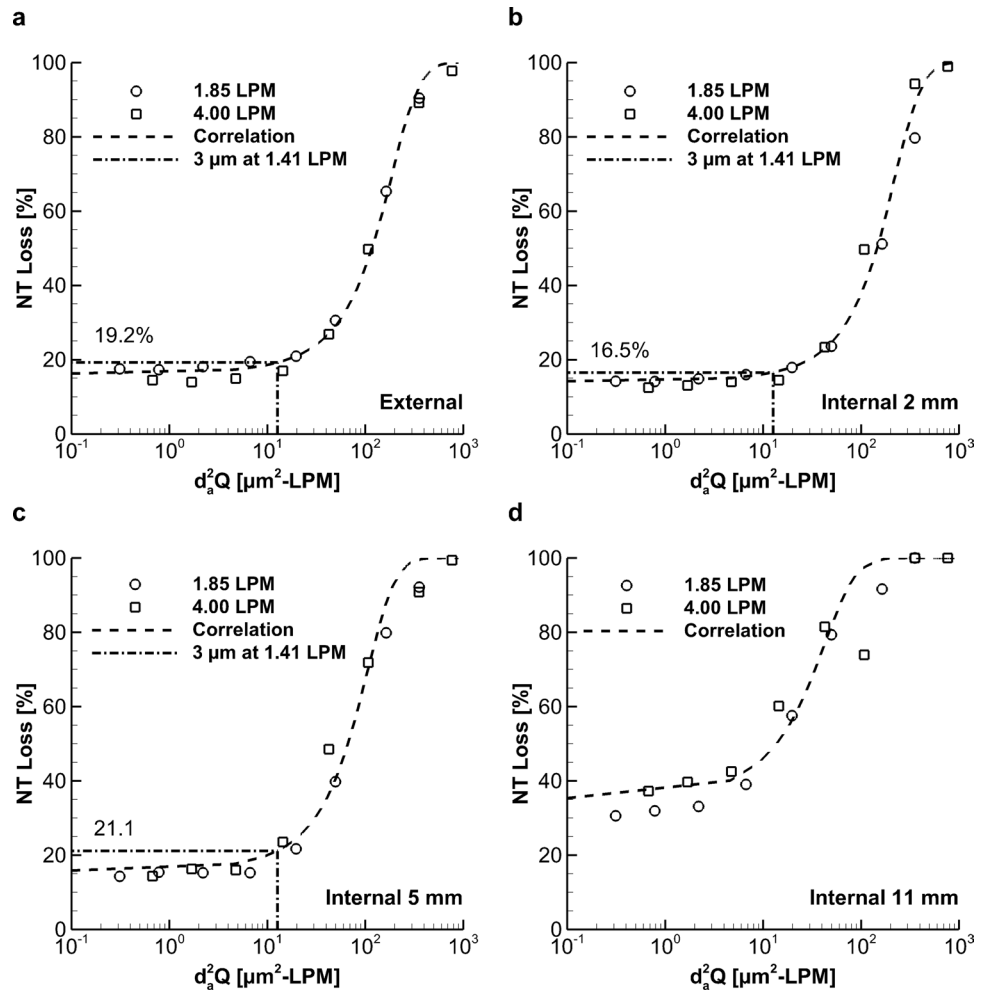 a
100
80
60
40
20
0
NT Loss [%]
1.85 LPM
4.00 LPM
Correlation
3 µm at 1.41 LPM
19.2%
External
10⁻¹ 10⁰ 10¹ 10² 10³
dₐ²Q [µm²-LPM]
b
100
80
60
40
20
0
NT Loss [%]
1.85 LPM
4.00 LPM
Correlation
3 µm at 1.41 LPM
16.5%
Internal 2 mm
10⁻¹ 10⁰ 10¹ 10² 10³
dₐ²Q [µm²-LPM]
c
100
80
60
40
20
0
NT Loss [%]
1.85 LPM
4.00 LPM
Correlation
3 µm at 1.41 LPM
21.1
Internal 5 mm
10⁻¹ 10⁰ 10¹ 10² 10³
dₐ²Q [µm²-LPM]
d
100
80
60
40
20
0
NT Loss [%]
1.85 LPM
4.00 LPM
Correlation
Internal 11 mm
10⁻¹ 10⁰ 10¹ 10² 10³
dₐ²Q [µm²-LPM]